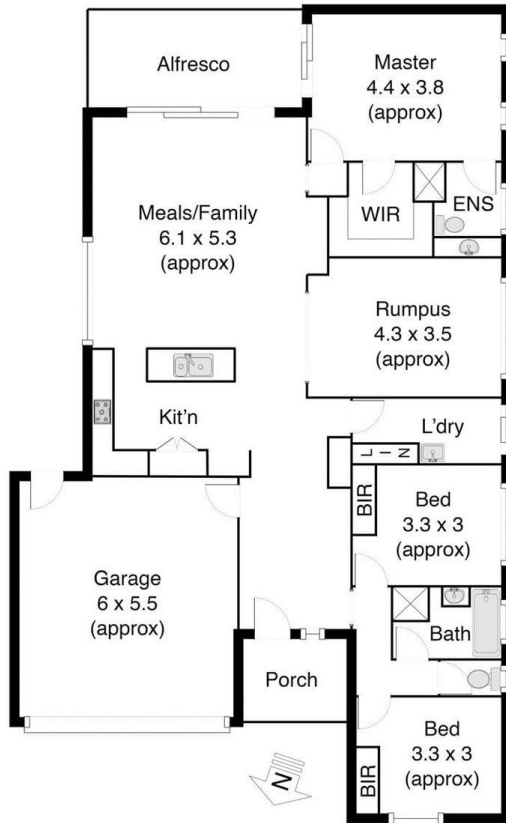 Alfresco
Master
4.4 x 3.8
(approx)
Meals/Family
6.1 x 5.3
(approx)
WIR
ENS
Rumpus
4.3 x 3.5
(approx)
Kit'n
L'dry
LIN
BIR
Bed
3.3 x 3
(approx)
Garage
6 x 5.5
(approx)
Bath
Porch
Bed
3.3 x 3
(approx)
BIR
N